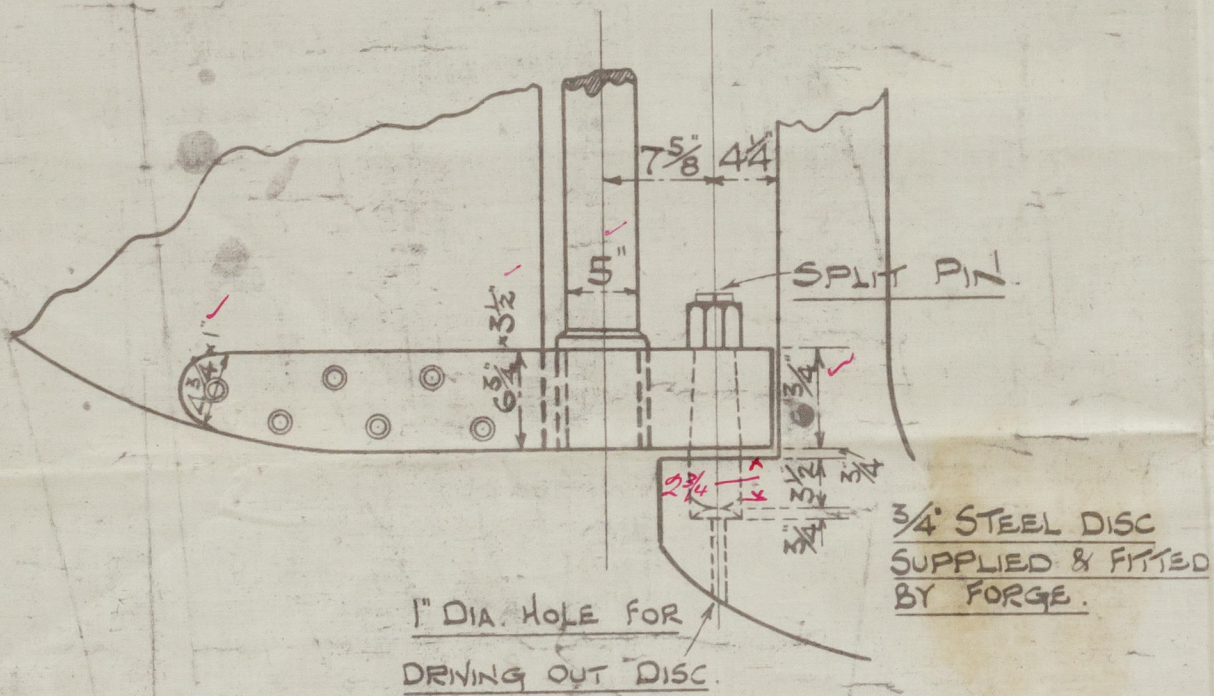 7 5/8" 4 1/4"
5"
SPLIT PIN.
6 3/4" × 3 1/2"
4 3/4 × 1"
3/4"
2 3/4
3 1/2
3/4"
3/4"
3/4" STEEL DISC
SUPPLIED & FITTED
BY FORGE.
1" DIA. HOLE FOR
DRIVING OUT DISC.